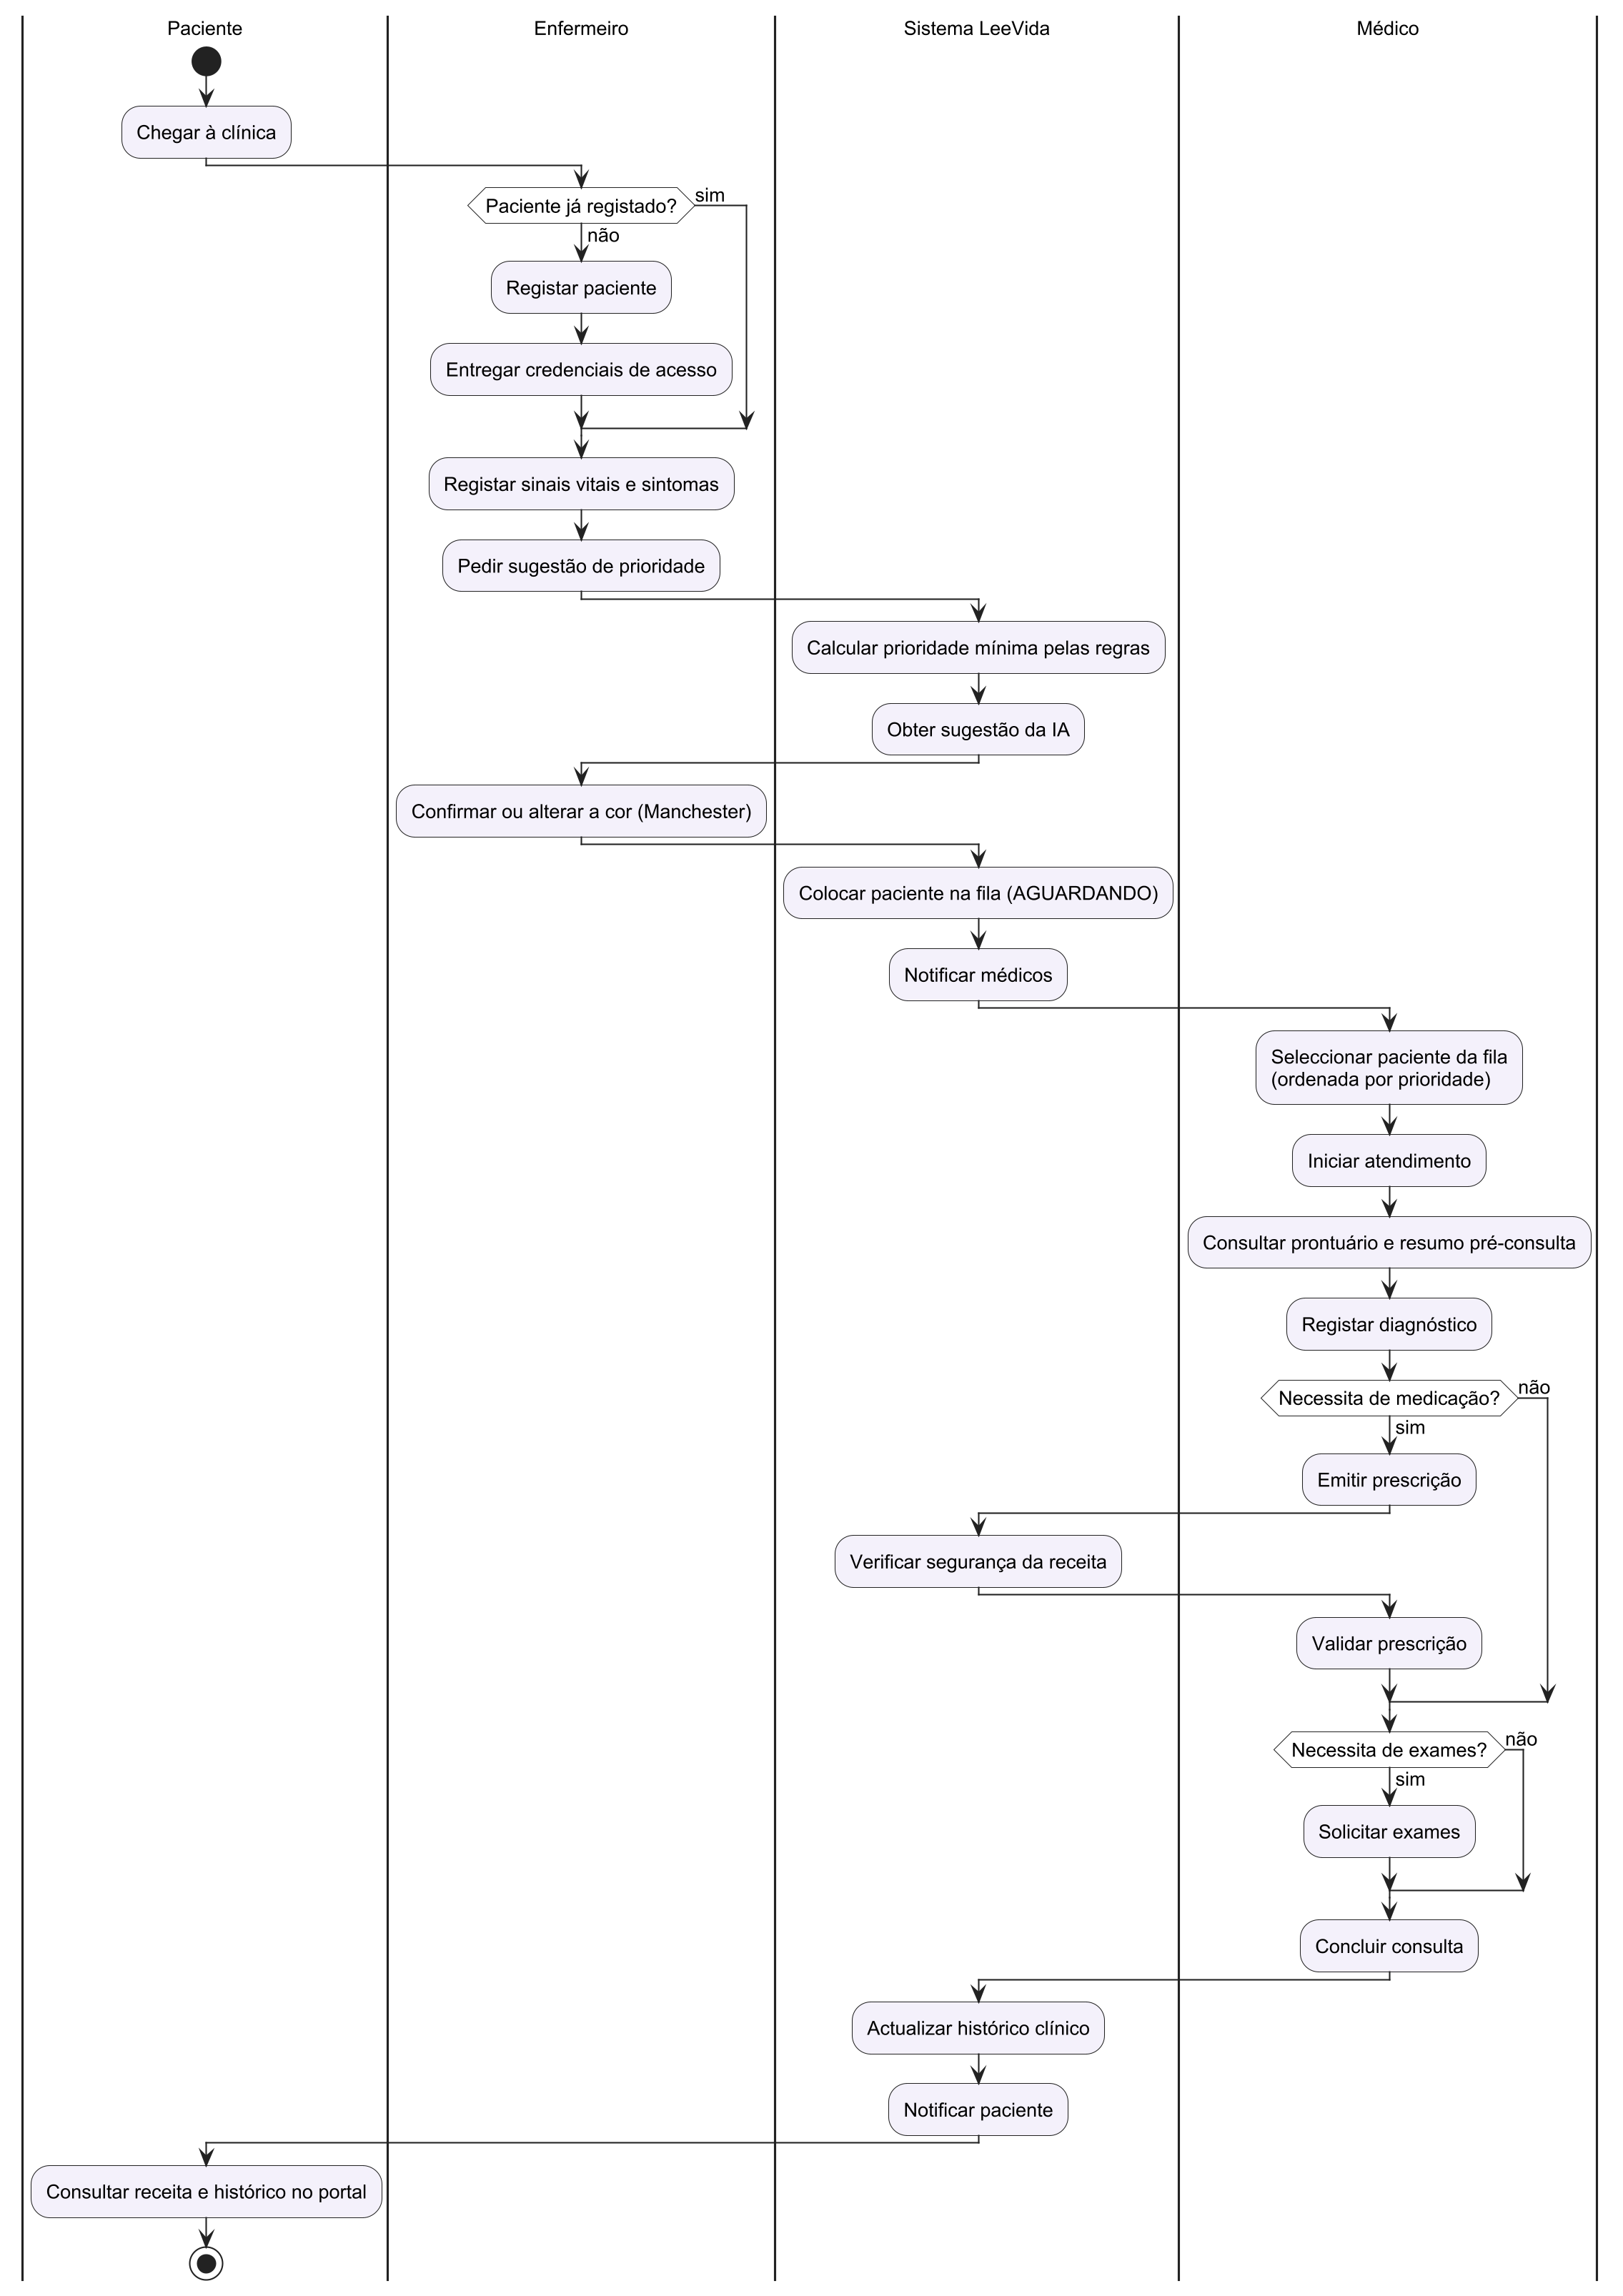 Paciente
Enfermeiro
Sistema LeeVida
Médico
Chegar à clínica
Paciente já registado?
sim
não
Registar paciente
Entregar credenciais de acesso
Registar sinais vitais e sintomas
Pedir sugestão de prioridade
Calcular prioridade mínima pelas regras
Obter sugestão da IA
Confirmar ou alterar a cor (Manchester)
Colocar paciente na fila (AGUARDANDO)
Notificar médicos
Seleccionar paciente da fila
(ordenada por prioridade)
Iniciar atendimento
Consultar prontuário e resumo pré-consulta
Registar diagnóstico
Necessita de medicação?
não
sim
Emitir prescrição
Verificar segurança da receita
Validar prescrição
Necessita de exames?
não
sim
Solicitar exames
Concluir consulta
Actualizar histórico clínico
Notificar paciente
Consultar receita e histórico no portal